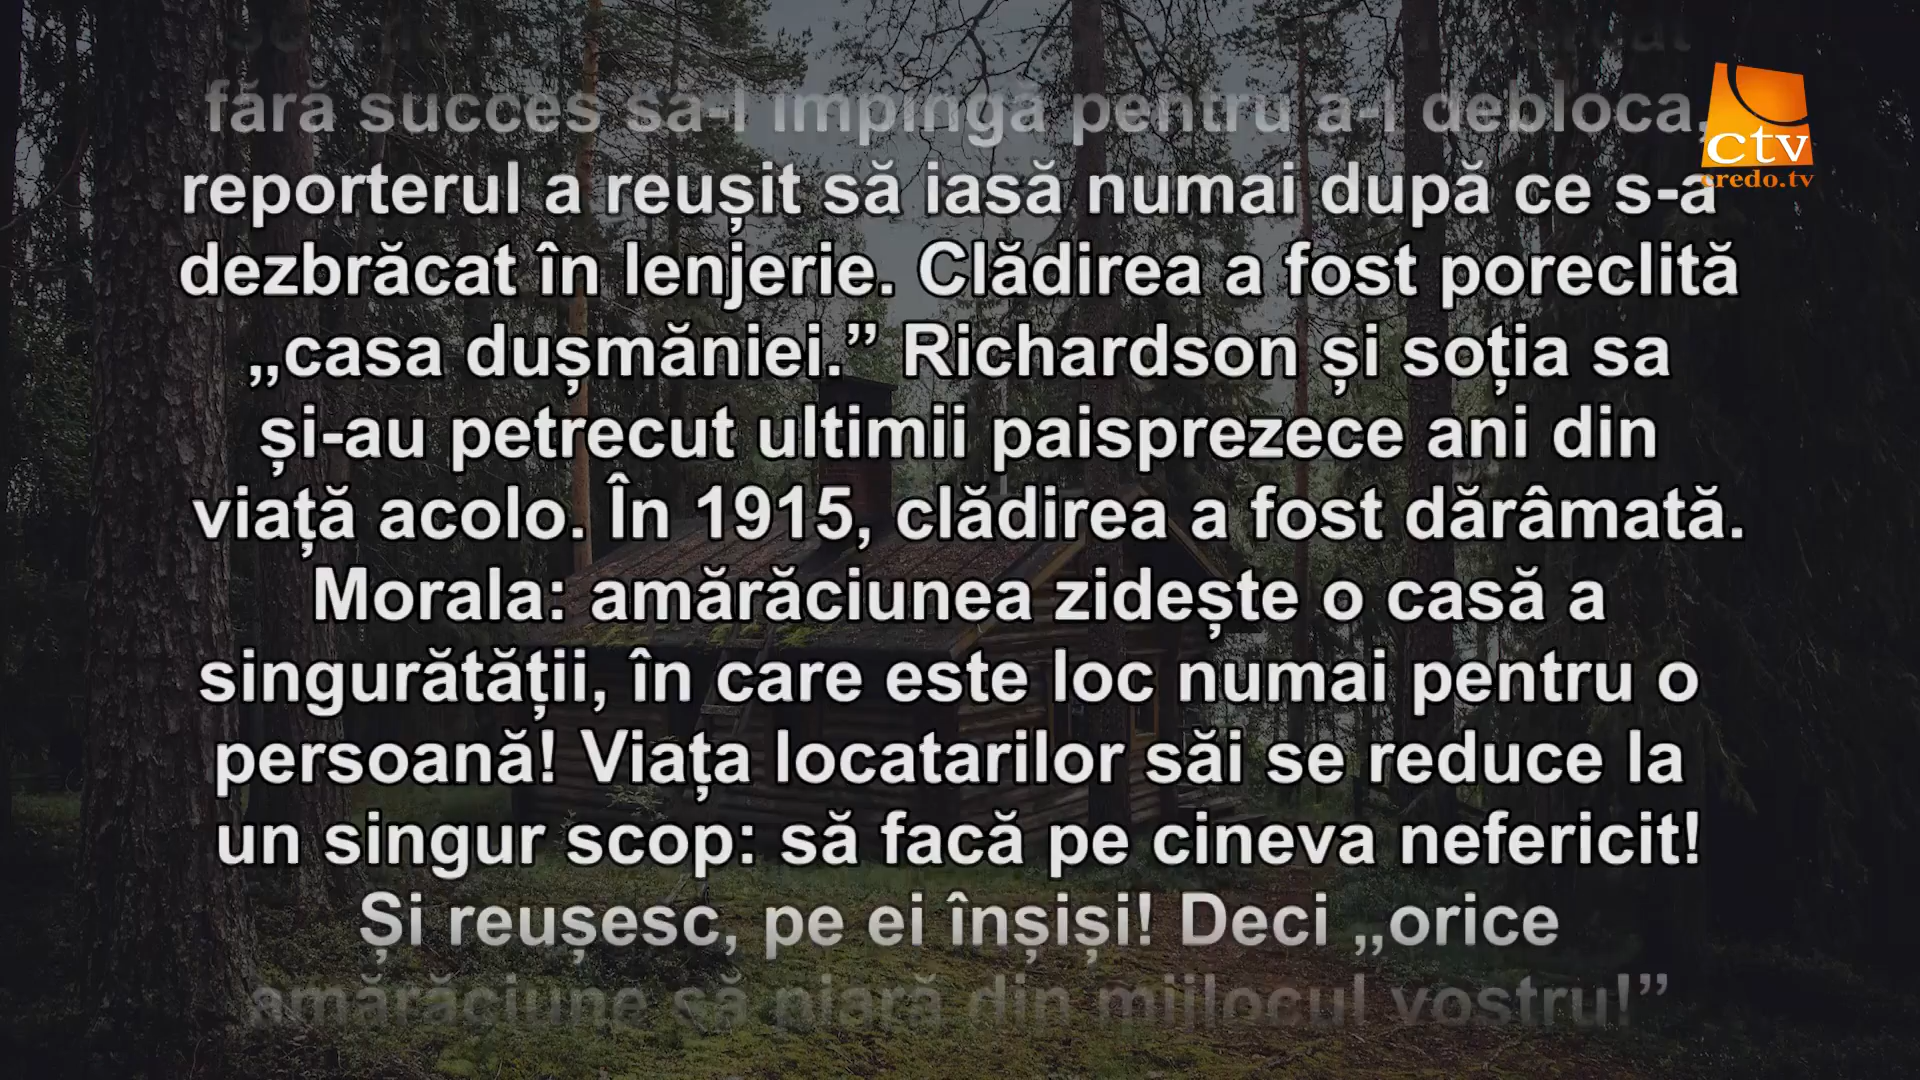 fără succes să-l împingă pentru a-l debloca,
reporterul a reușit să iasă numai după ce s-a
dezbrăcat în lenjerie. Clădirea a fost poreclită
„casa dușmăniei.” Richardson și soția sa
și-au petrecut ultimii paisprezece ani din
viață acolo. În 1915, clădirea a fost dărâmată.
Morala: amărăciunea zidește o casă a
singurătății, în care este loc numai pentru o
persoană! Viața locatarilor săi se reduce la
un singur scop: să facă pe cineva nefericit!
Și reușesc, pe ei înșiși! Deci „orice
amărăciune să piară din mijlocul vostru!”
ctv
credo.tv